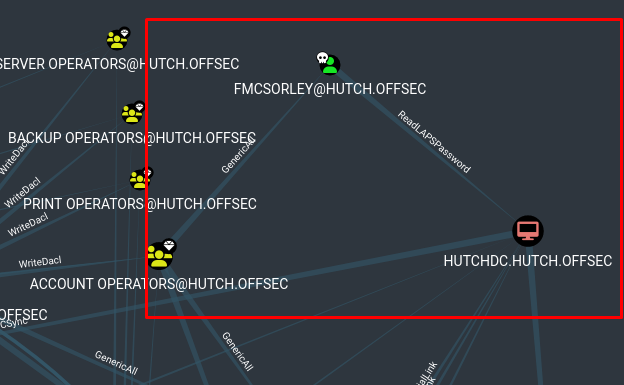 SERVER OPERATORS@HUTCH.OFFSEC
FMCSORLEY@HUTCH.OFFSEC
ReadLAPSPassword
BACKUP OPERATORS@HUTCH.OFFSEC
GenericAll
WriteDacl
WriteDacl
PRINT OPERATORS@HUTCH.OFFSEC
WriteDacl
WriteDacl
HUTCHDC.HUTCH.OFFSEC
ACCOUNT OPERATORS@HUTCH.OFFSEC
OFFSEC
CSync
GenericAll
GenericAll